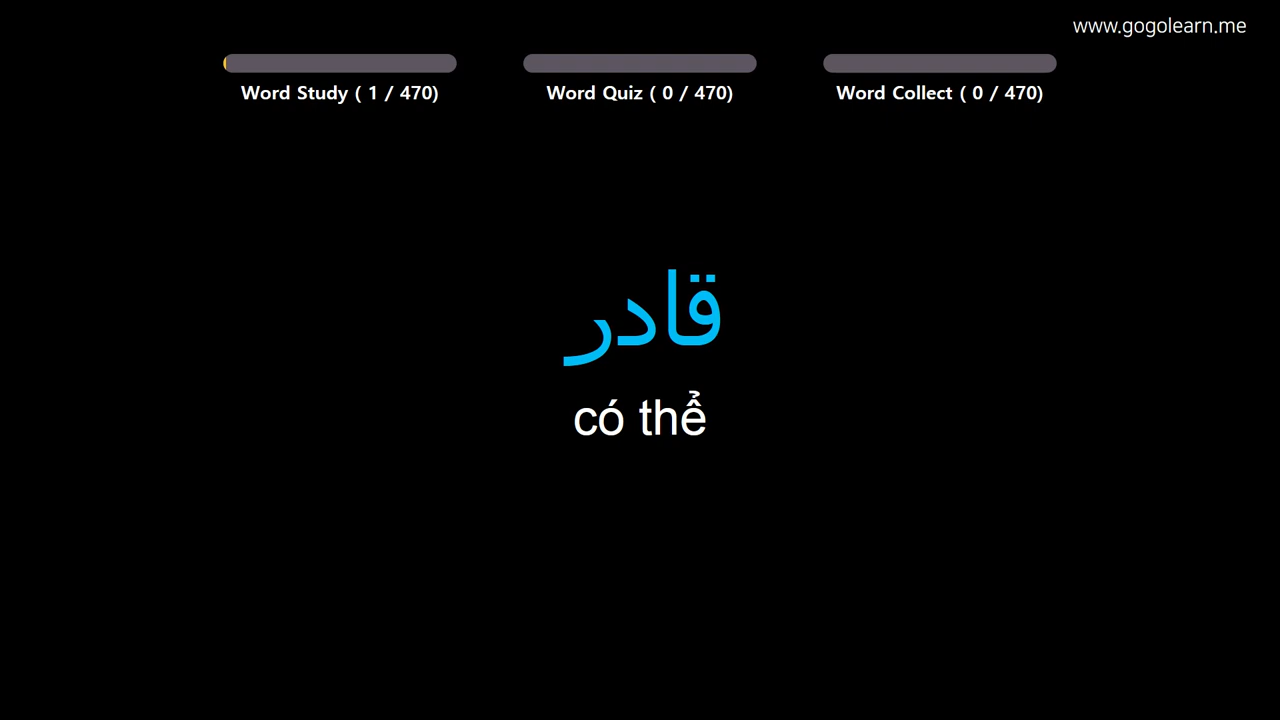 www.gogolearn.me
Word Study ( 1 / 470)
Word Quiz ( 0 / 470)
Word Collect ( 0 / 470)
قادر
có thể